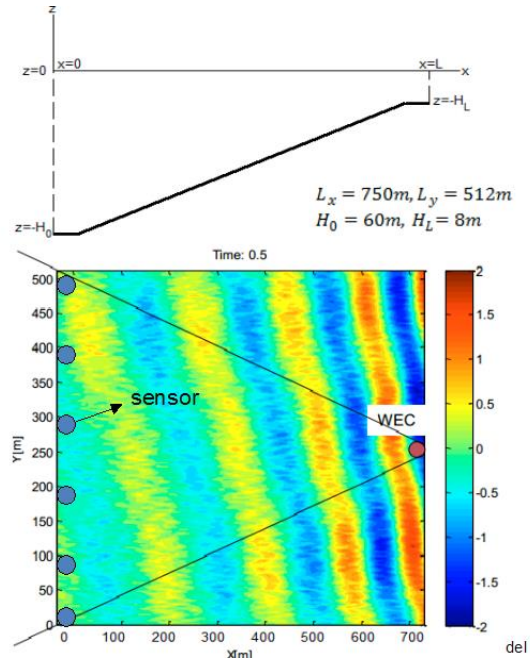 z
z=0
x=0
x=L
x
z=-H_L
z=-H_0
L_x = 750m, L_y = 512m
H_0 = 60m, H_L = 8m
Time: 0.5
500
450
400
350
300
250
200
150
100
50
0
Y[m]
sensor
WEC
0
100
200
300
400
500
600
700
X[m]
2
1.5
1
0.5
0
-0.5
-1
-1.5
-2
del